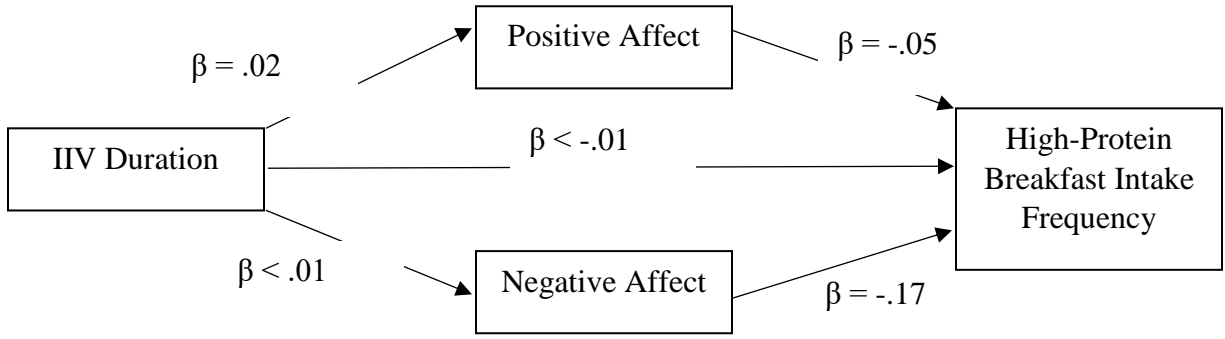 Positive Affect
β = .02
β = -.05
IIV Duration
β < -.01
High-Protein
Breakfast Intake
Frequency
β < .01
Negative Affect
β = -.17